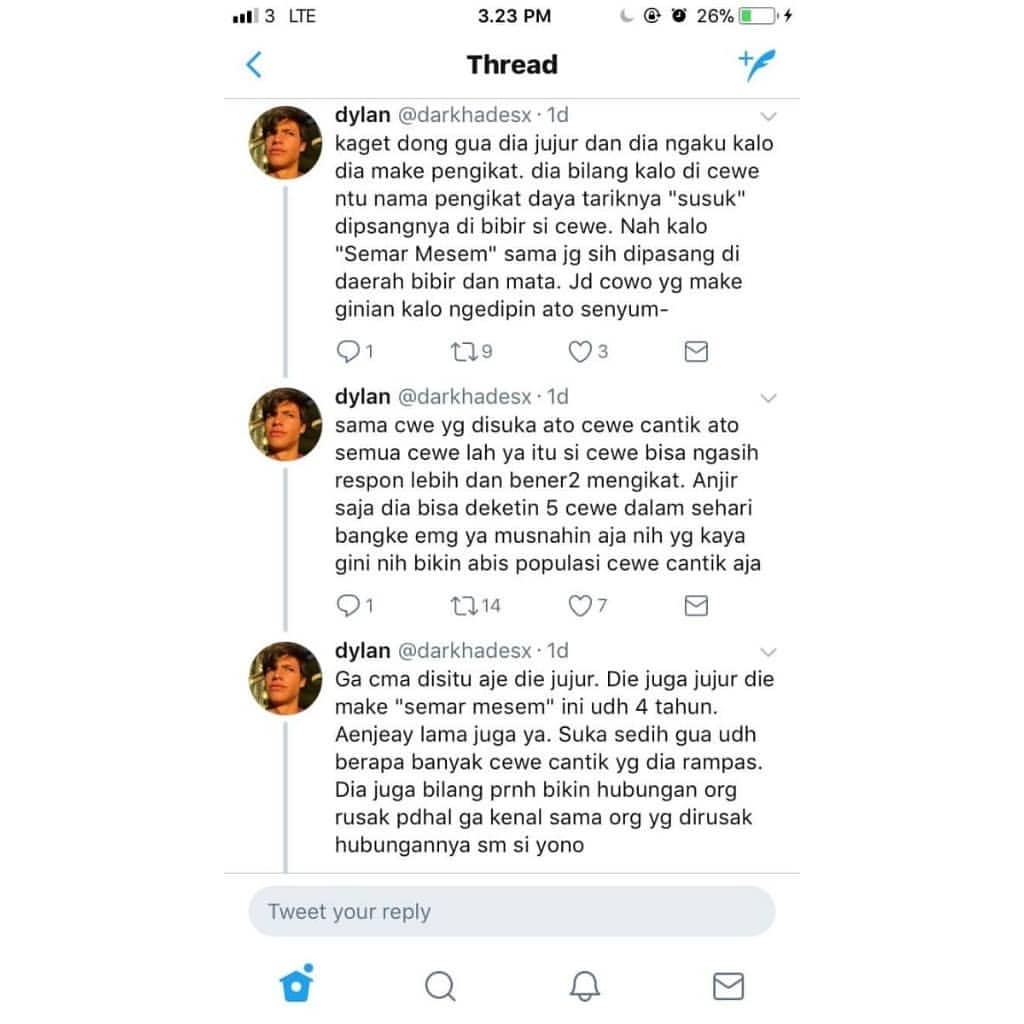 3 LTE 3.23 PM 26%
Thread
dylan @darkhadesx · 1d
kaget dong gua dia jujur dan dia ngaku kalo
dia make pengikat. dia bilang kalo di cewe
ntu nama pengikat daya tariknya "susuk"
dipsangnya di bibir si cewe. Nah kalo
"Semar Mesem" sama jg sih dipasang di
daerah bibir dan mata. Jd cowo yg make
ginian kalo ngedipin ato senyum-
1 9 3
dylan @darkhadesx · 1d
sama cwe yg disuka ato cewe cantik ato
semua cewe lah ya itu si cewe bisa ngasih
respon lebih dan bener2 mengikat. Anjir
saja dia bisa deketin 5 cewe dalam sehari
bangke emg ya musnahin aja nih yg kaya
gini nih bikin abis populasi cewe cantik aja
1 14 7
dylan @darkhadesx · 1d
Ga cma disitu aje die jujur. Die juga jujur die
make "semar mesem" ini udh 4 tahun.
Aenjeay lama juga ya. Suka sedih gua udh
berapa banyak cewe cantik yg dia rampas.
Dia juga bilang prnh bikin hubungan org
rusak pdhal ga kenal sama org yg dirusak
hubungannya sm si yono
Tweet your reply